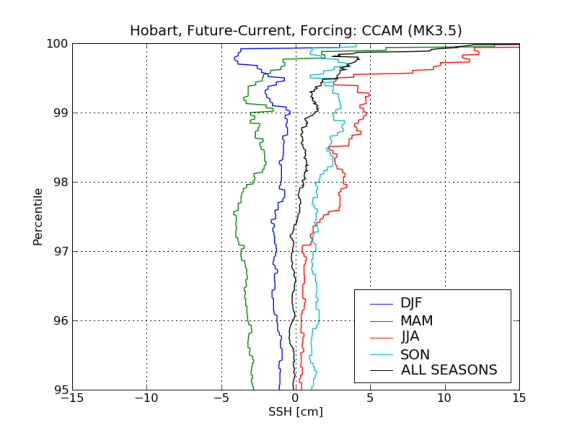 Hobart, Future-Current, Forcing: CCAM (MK3.5)
100
99
98
97
96
95
Percentile
−15
−10
−5
0
5
10
15
SSH [cm]
DJF
MAM
JJA
SON
ALL SEASONS